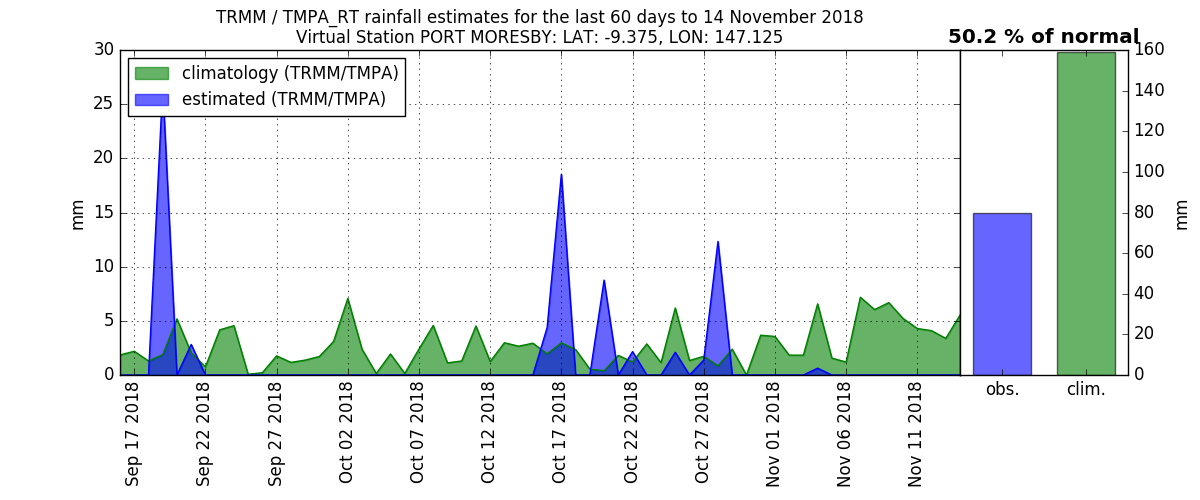 TRMM / TMPA_RT rainfall estimates for the last 60 days to 14 November 2018
Virtual Station PORT MORESBY: LAT: -9.375, LON: 147.125
50.2 % of normal
climatology (TRMM/TMPA)
estimated (TRMM/TMPA)
30
25
20
15
10
5
0
mm
160
140
120
100
80
60
40
20
0
mm
Sep 17 2018
Sep 22 2018
Sep 27 2018
Oct 02 2018
Oct 07 2018
Oct 12 2018
Oct 17 2018
Oct 22 2018
Oct 27 2018
Nov 01 2018
Nov 06 2018
Nov 11 2018
obs.
clim.